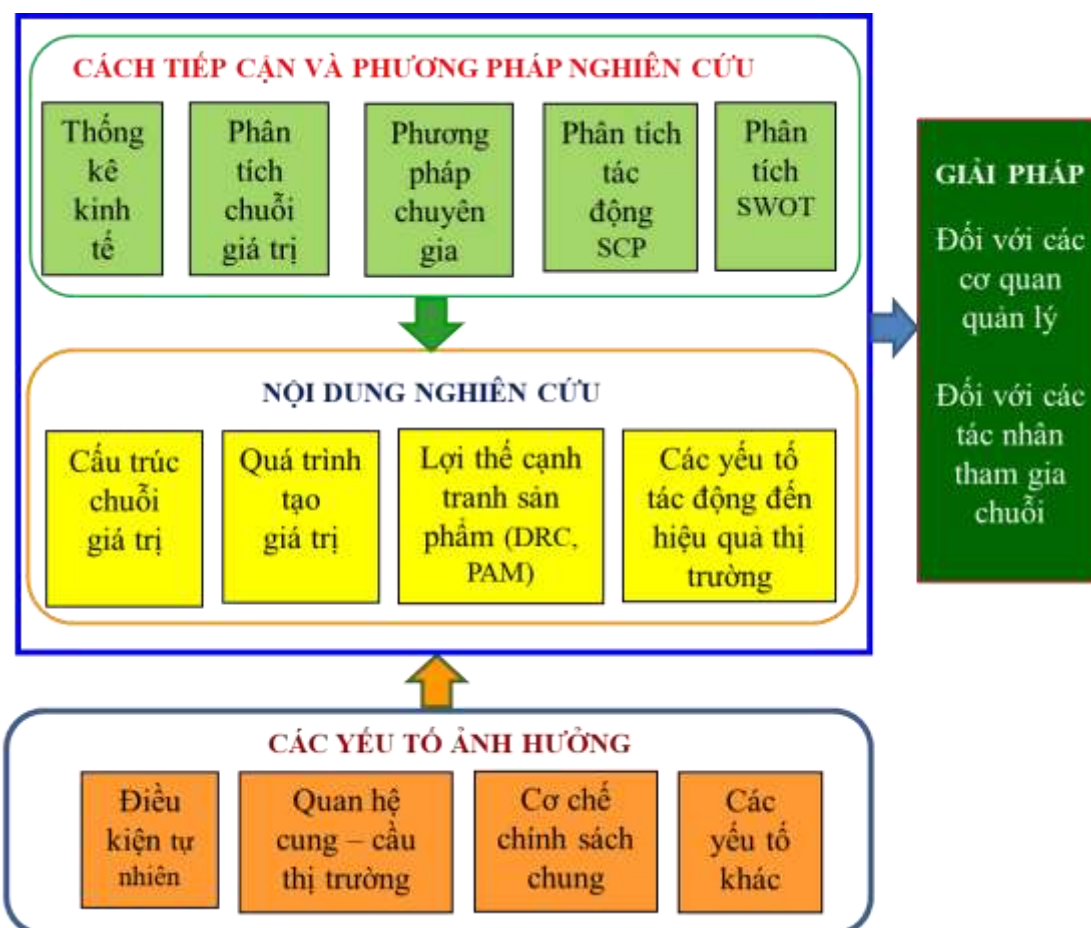 CÁCH TIẾP CẬN VÀ PHƯƠNG PHÁP NGHIÊN CỨU
Thống
kê
kinh
tế
Phân
tích
chuỗi
giá trị
Phương
pháp
chuyên
gia
Phân tích
tác
động
SCP
Phân
tích
SWOT
NỘI DUNG NGHIÊN CỨU
Cấu trúc
chuỗi
giá trị
Quá trình
tạo
giá trị
Lợi thế cạnh
tranh sản
phẩm (DRC,
PAM)
Các yếu tố
tác động đến
hiệu quả thị
trường
CÁC YẾU TỐ ẢNH HƯỞNG
Điều
kiện tự
nhiên
Quan hệ
cung – cầu
thị trường
Cơ chế
chính sách
chung
Các
yếu tố
khác
GIẢI PHÁP
Đối với các
cơ quan
quản lý
Đối với các
tác nhân
tham gia
chuỗi